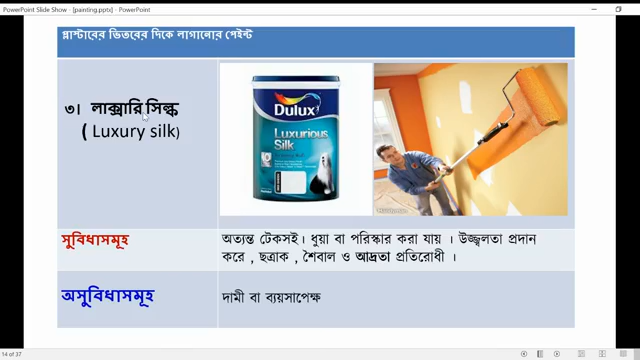 PowerPoint Slide Show - [painting.pptx] - PowerPoint
প্লাস্টারের ভিতরের দিকে লাগানোর পেইন্ট
৩। লাক্সারি সিল্ক
( Luxury silk)
Dulux
Luxurious
Silk
সুবিধাসমূহ
অত্যন্ত টেকসই। ধুয়া বা পরিস্কার করা যায় । উজ্জ্বলতা প্রদান
করে , ছত্রাক , শৈবাল ও আদ্রতা প্রতিরোধী ।
অসুবিধাসমূহ
দামী বা ব্যয়সাপেক্ষ
14 of 37